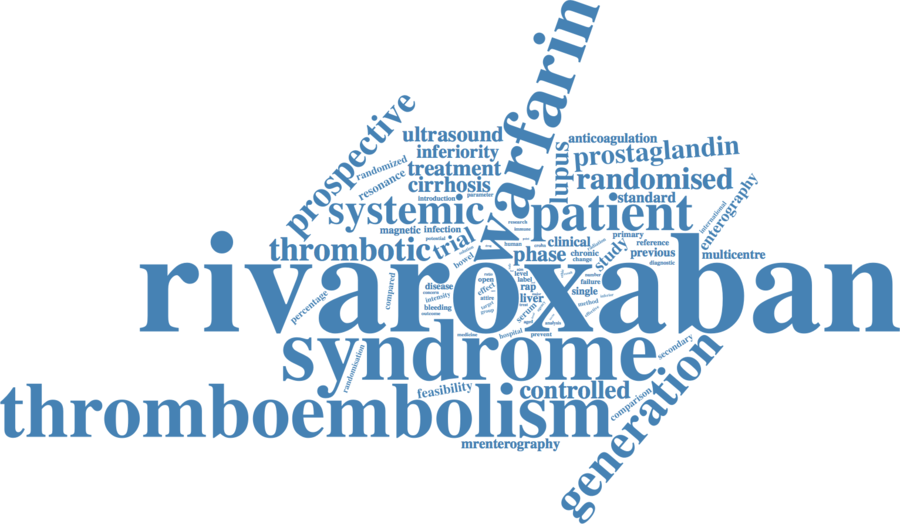 warfarin
prospective
ultrasound
anticoagulation
inferiority
prostaglandin
randomized
treatment
lupus
resonance
cirrhosis
randomised
introduction
parameter
standard
systemic
patient
international
enterography
magnetic
infection
research
primary
thrombotic
trial
human
clinical
study
reference
potential
phase
chronic
previous
multicentre
bowel
change
diagnostic
rivaroxaban
level
open
label
failure
compared
disease
effect
rap
single
intensity
liver
method
percentage
bleeding
group
serum
outcome
analysis
hospital
medicine
prevent
syndrome
secondary
randomisation
generation
feasibility
controlled
comparison
thromboembolism
mrenterography